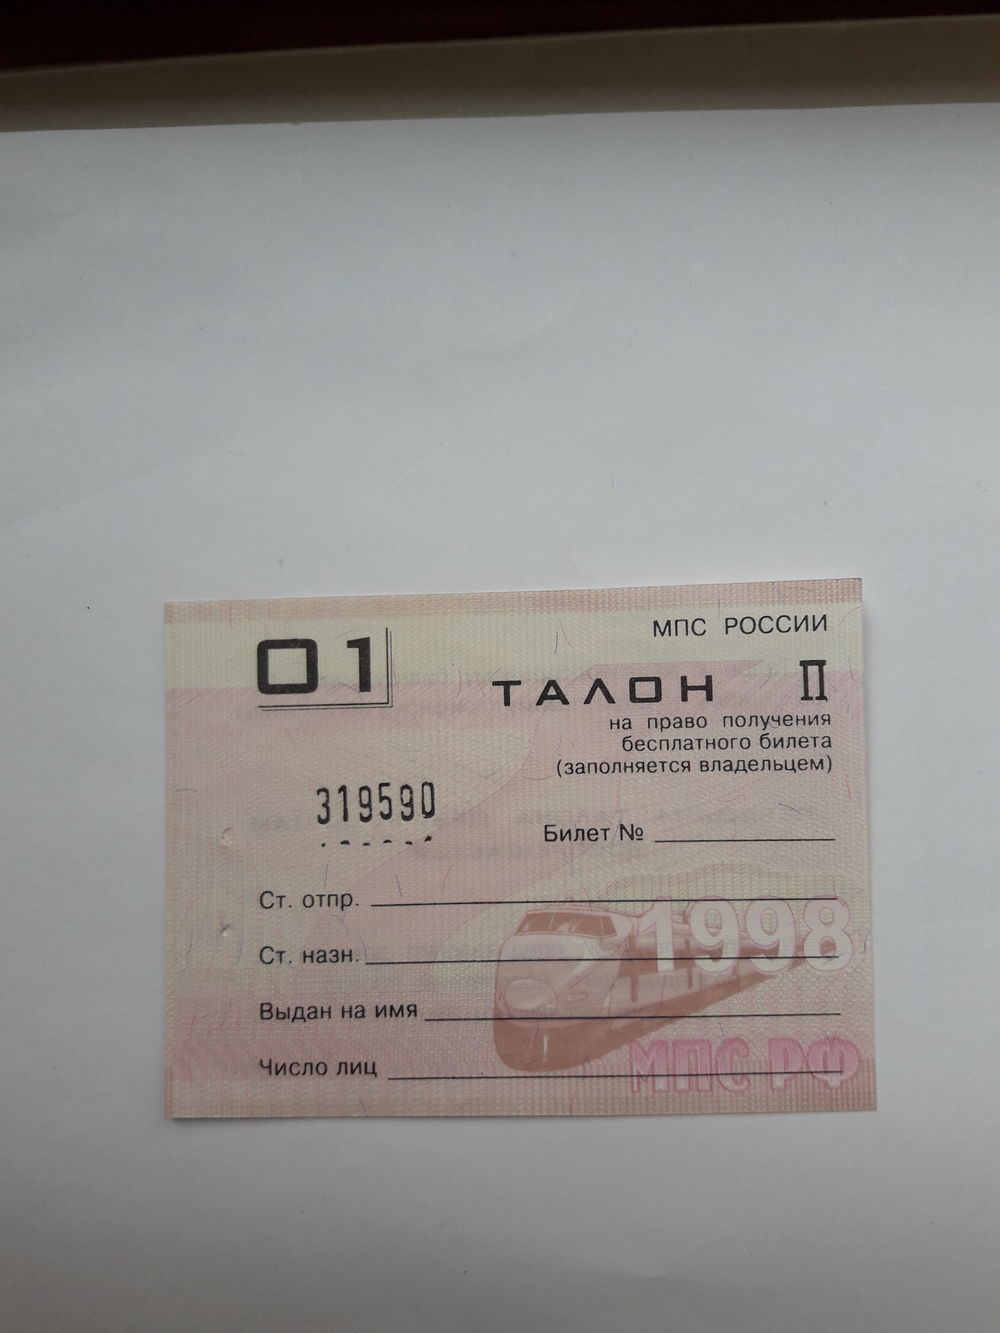 МПС РОССИИ
01
ТАЛОН П
на право получения
бесплатного билета
(заполняется владельцем)
319590
Билет №
Ст. отпр.
1998
Ст. назн.
Выдан на имя
Число лиц
МПС РФ